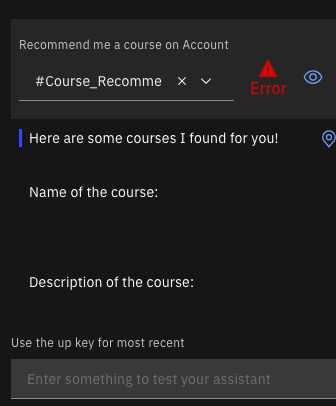 Recommend me a course on Account
#Course_Recomme
Error
Here are some courses I found for you!
Name of the course:
Description of the course:
Use the up key for most recent
Enter something to test your assistant